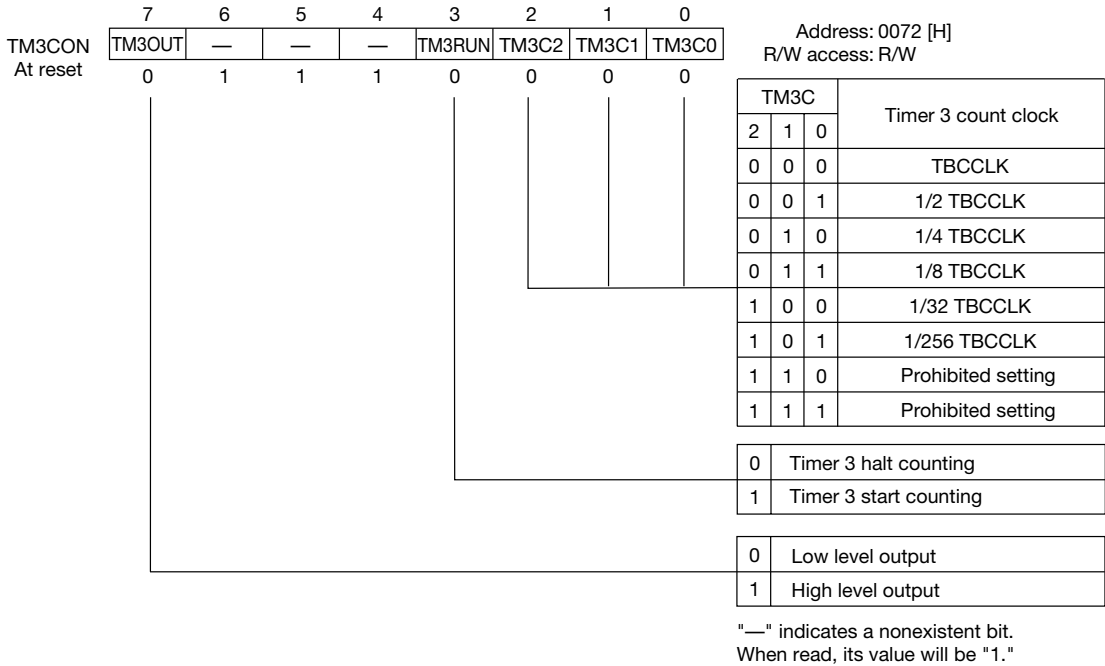 7 6 5 4 3 2 1 0
TM3CON TM3OUT — — — TM3RUN TM3C2 TM3C1 TM3C0
At reset 0 1 1 1 0 0 0 0
Address: 0072 [H]
R/W access: R/W
TM3C Timer 3 count clock
2 1 0
0 0 0 TBCCLK
0 0 1 1/2 TBCCLK
0 1 0 1/4 TBCCLK
0 1 1 1/8 TBCCLK
1 0 0 1/32 TBCCLK
1 0 1 1/256 TBCCLK
1 1 0 Prohibited setting
1 1 1 Prohibited setting
0 Timer 3 halt counting
1 Timer 3 start counting
0 Low level output
1 High level output
"—" indicates a nonexistent bit.
When read, its value will be "1."